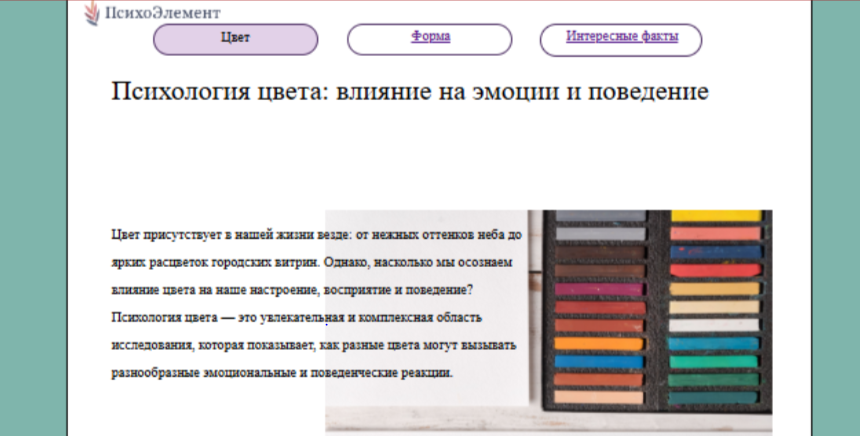 ПсихоЭлемент
Цвет
Форма
Интересные факты
Психология цвета: влияние на эмоции и поведение
Цвет присутствует в нашей жизни везде: от нежных оттенков неба до
ярких расцветок городских витрин. Однако, насколько мы осознаем
влияние цвета на наше настроение, восприятие и поведение?
Психология цвета — это увлекательная и комплексная область
исследования, которая показывает, как разные цвета могут вызывать
разнообразные эмоциональные и поведенческие реакции.